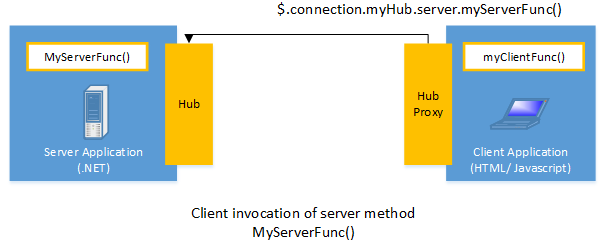 $.connection.myHub.server.myServerFunc()
MyServerFunc()
myClientFunc()
Hub
Hub
Proxy
Server Application
(.NET)
Client Application
(HTML/ Javascript)
Client invocation of server method
MyServerFunc()